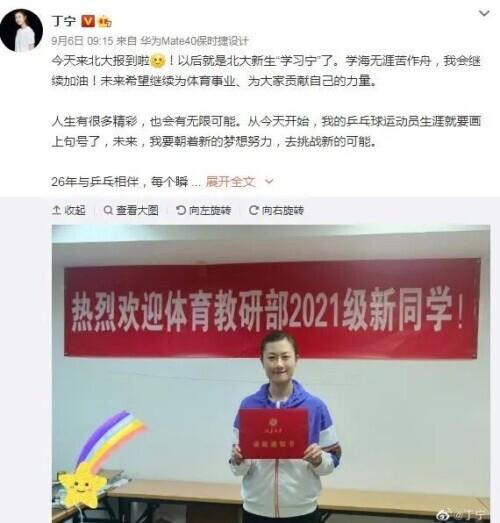 丁宁
9月6日 09:15 来自 华为Mate40保时捷设计
今天来北大报到啦！以后就是北大新生“学习宁”了。学海无涯苦作舟，我会继
续加油！未来希望继续为体育事业、为大家贡献自己的力量。
人生有很多精彩，也会有无限可能。从今天开始，我的乒乓球运动员生涯就要画
上句号了，未来，我要朝着新的梦想努力，去挑战新的可能。
26年与乒乓相伴，每个瞬 ... 展开全文
收起 查看大图 向左旋转 向右旋转
热烈欢迎体育教研部2021级新同学！
北京大学
录取通知书
@丁宁